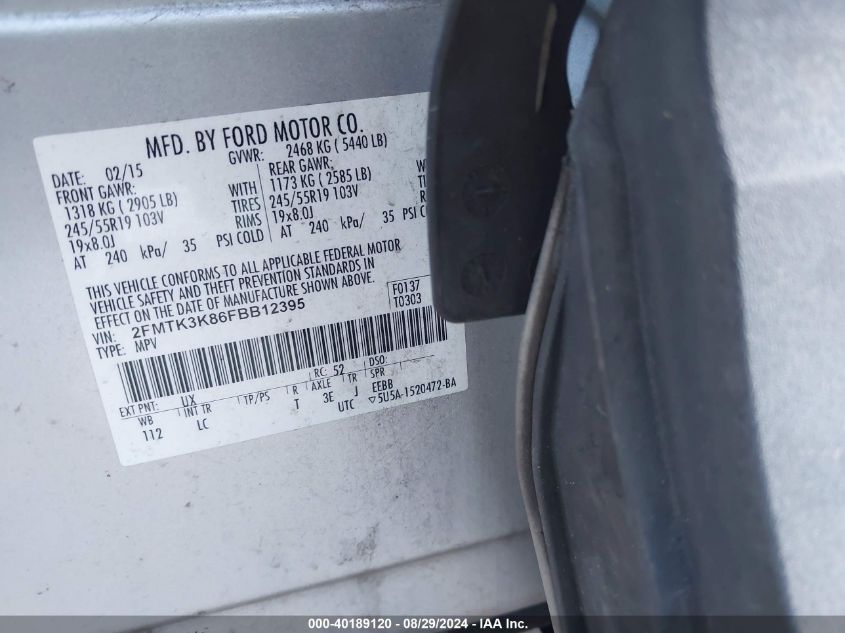 MFD. BY FORD MOTOR CO.
DATE: 02/15 GVWR: 2468 KG ( 5440 LB)
FRONT GAWR: REAR GAWR:
1318 KG ( 2905 LB) WITH 1173 KG ( 2585 LB)
245/55R19 103V TIRES 245/55R19 103V
19x8.0J RIMS 19x8.0J
AT 240 kPa/ 35 PSI COLD AT 240 kPa/ 35 PSI COL
THIS VEHICLE CONFORMS TO ALL APPLICABLE FEDERAL MOTOR
VEHICLE SAFETY AND THEFT PREVENTION STANDARDS IN
EFFECT ON THE DATE OF MANUFACTURE SHOWN ABOVE.
F0137
VIN: 2FMTK3K86FBB12395 T0303
TYPE: MPV
EXT PNT: UX RC: 52 DSO:
WB INT TR TP/PS R AXLE TR SPR
112 LC T 3E J EEBB
UTC ▽5U5A-1520472-BA
000-40189120 - 08/29/2024 - IAA Inc.